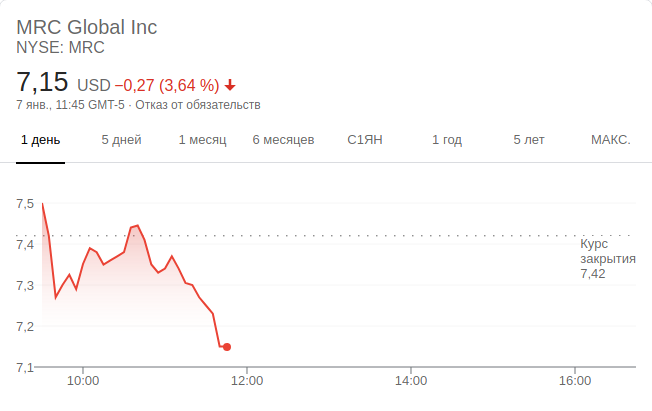 MRC Global Inc
NYSE: MRC
7,15 USD −0,27 (3,64 %)
7 янв., 11:45 GMT-5 · Отказ от обязательств
1 день 5 дней 1 месяц 6 месяцев С1ЯН 1 год 5 лет МАКС.
7,5
7,4
7,3
7,2
7,1
Курс
закрытия
7,42
10:00 12:00 14:00 16:00